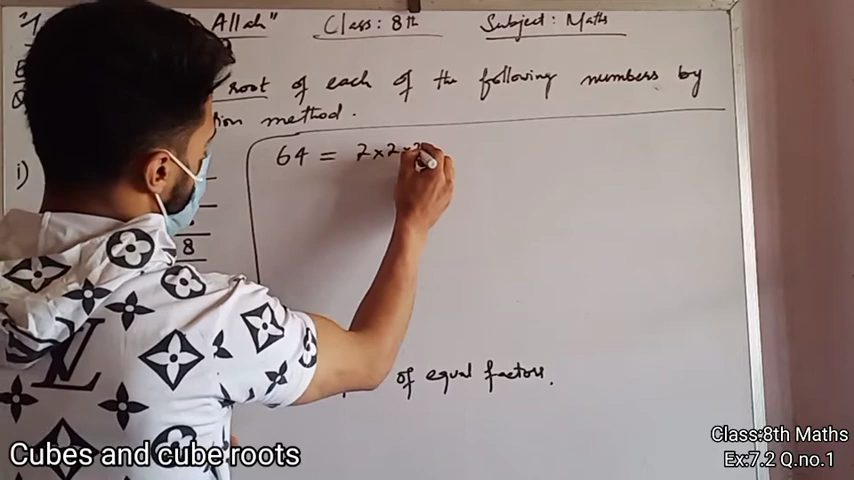 Allah" Class: 8th Subject: Maths
root of each of the following numbers by
ion method.
i)
64 = 2×2×2
8
of equal factors.
Cubes and cube roots
Class:8th Maths
Ex:7.2 Q.no.1